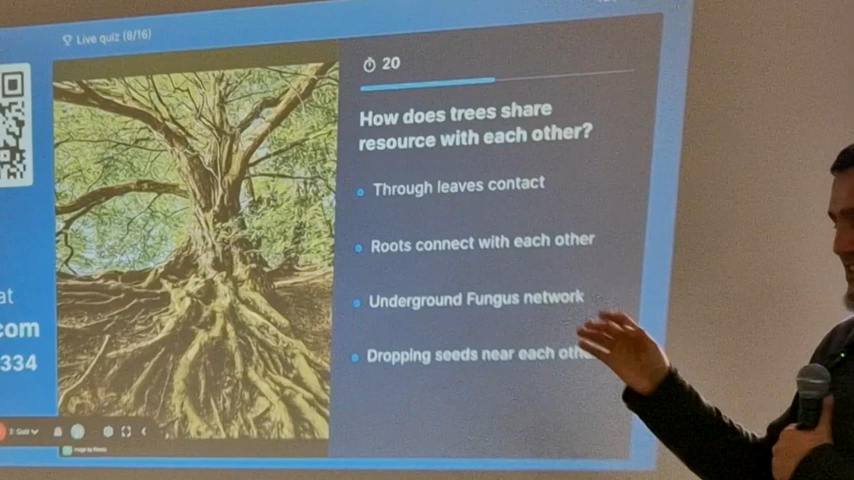 Live quiz (8/16)
20
How does trees share
resource with each other?
Through leaves contact
Roots connect with each other
Underground Fungus network
Dropping seeds near each oth
at
com
334